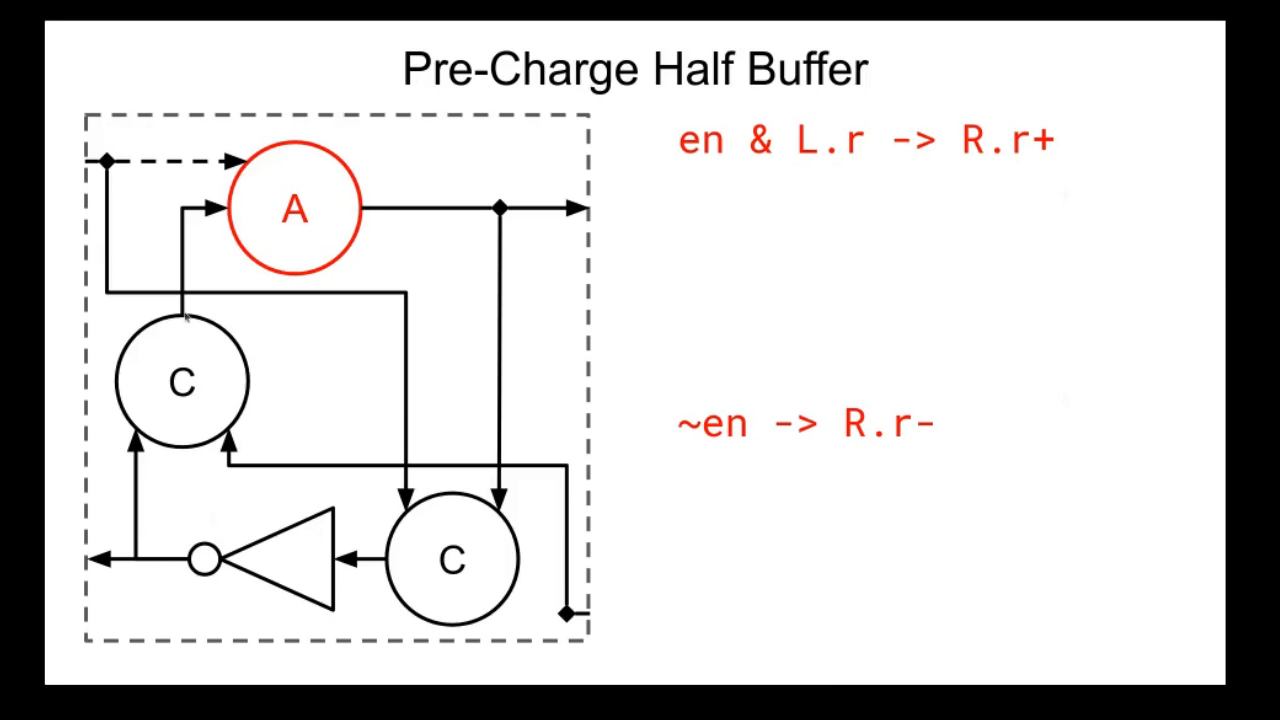 Pre-Charge Half Buffer
en & L.r -> R.r+
A
C
~en -> R.r-
C